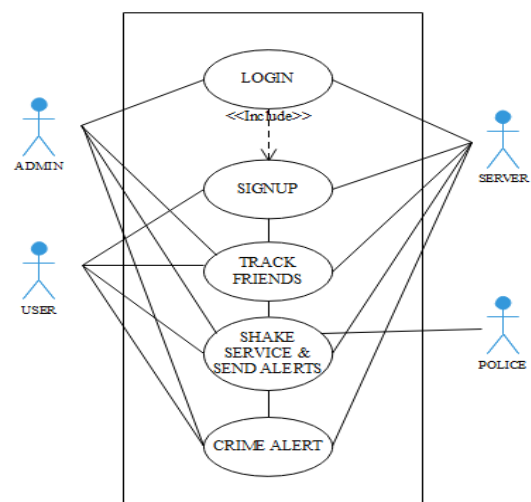 LOGIN
<<Include>>
ADMIN
SERVER
SIGNUP
TRACK
FRIENDS
USER
SHAKE
SERVICE &
SEND ALERTS
POLICE
CRIME ALERT